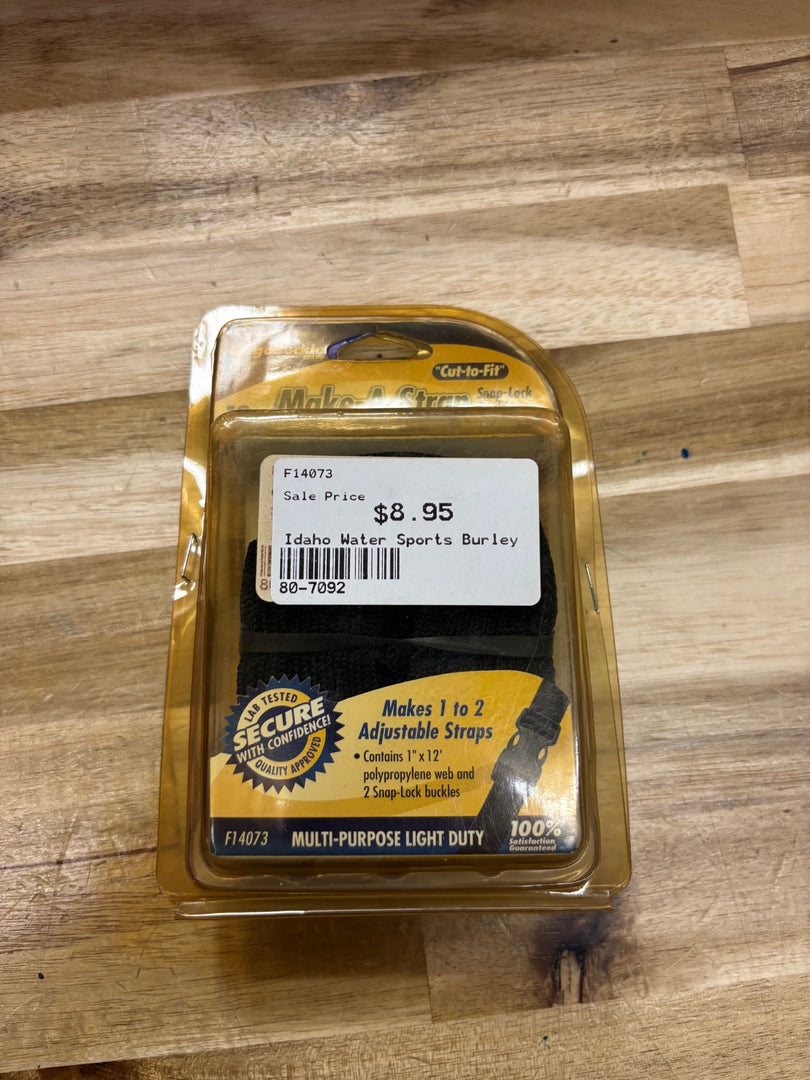 "Cut-to-Fit"
Make-A-Strap
Snap-Lock
F14073
Sale Price
$8.95
Idaho Water Sports Burley
80-7092
LAB TESTED
SECURE
WITH CONFIDENCE!
QUALITY APPROVED
Makes 1 to 2
Adjustable Straps
• Contains 1" x 12'
polypropylene web and
2 Snap-Lock buckles
F14073
MULTI-PURPOSE LIGHT DUTY
100%
Satisfaction
Guaranteed